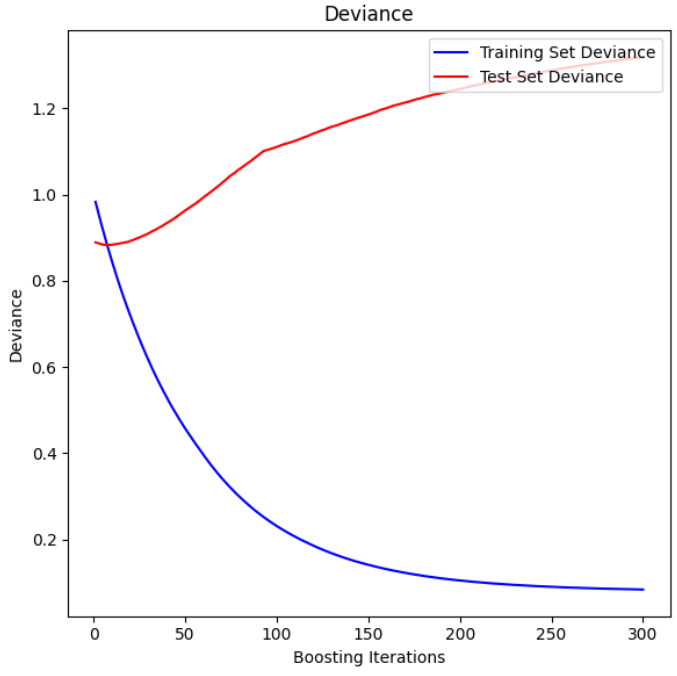 Deviance
Training Set Deviance
Test Set Deviance
Deviance
1.2
1.0
0.8
0.6
0.4
0.2
0 50 100 150 200 250 300
Boosting Iterations